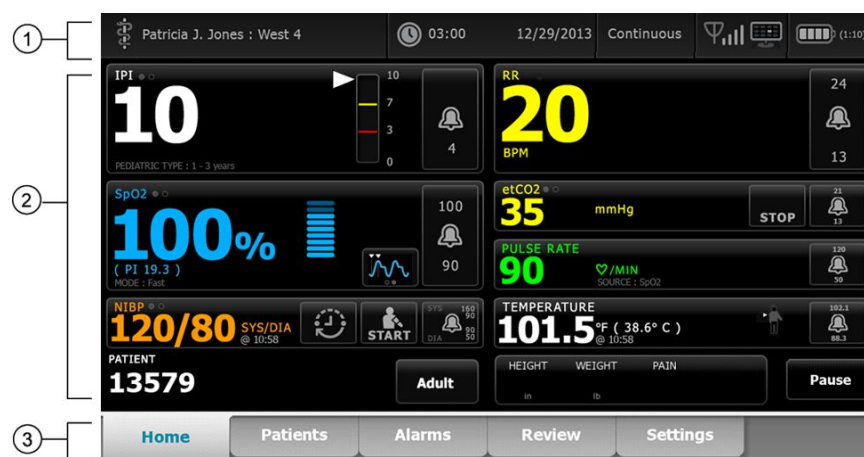 1
Patricia J. Jones : West 4
03:00
12/29/2013
Continuous
(1:10)
2
IPI
10
PEDIATRIC TYPE : 1 - 3 years
10
7
3
0
4
RR
20
BPM
24
13
SpO2
100%
( PI 19.3 )
MODE : Fast
100
90
etCO2
35 mmHg
STOP
21
13
PULSE RATE
90 /MIN
SOURCE : SpO2
120
50
NIBP
120/80 SYS/DIA
@ 10:58
START
SYS 160
90
DIA 90
50
TEMPERATURE
101.5 °F ( 38.6° C )
@ 10:58
102.1
88.3
PATIENT
13579
Adult
HEIGHT WEIGHT PAIN
in lb
Pause
3
Home Patients Alarms Review Settings